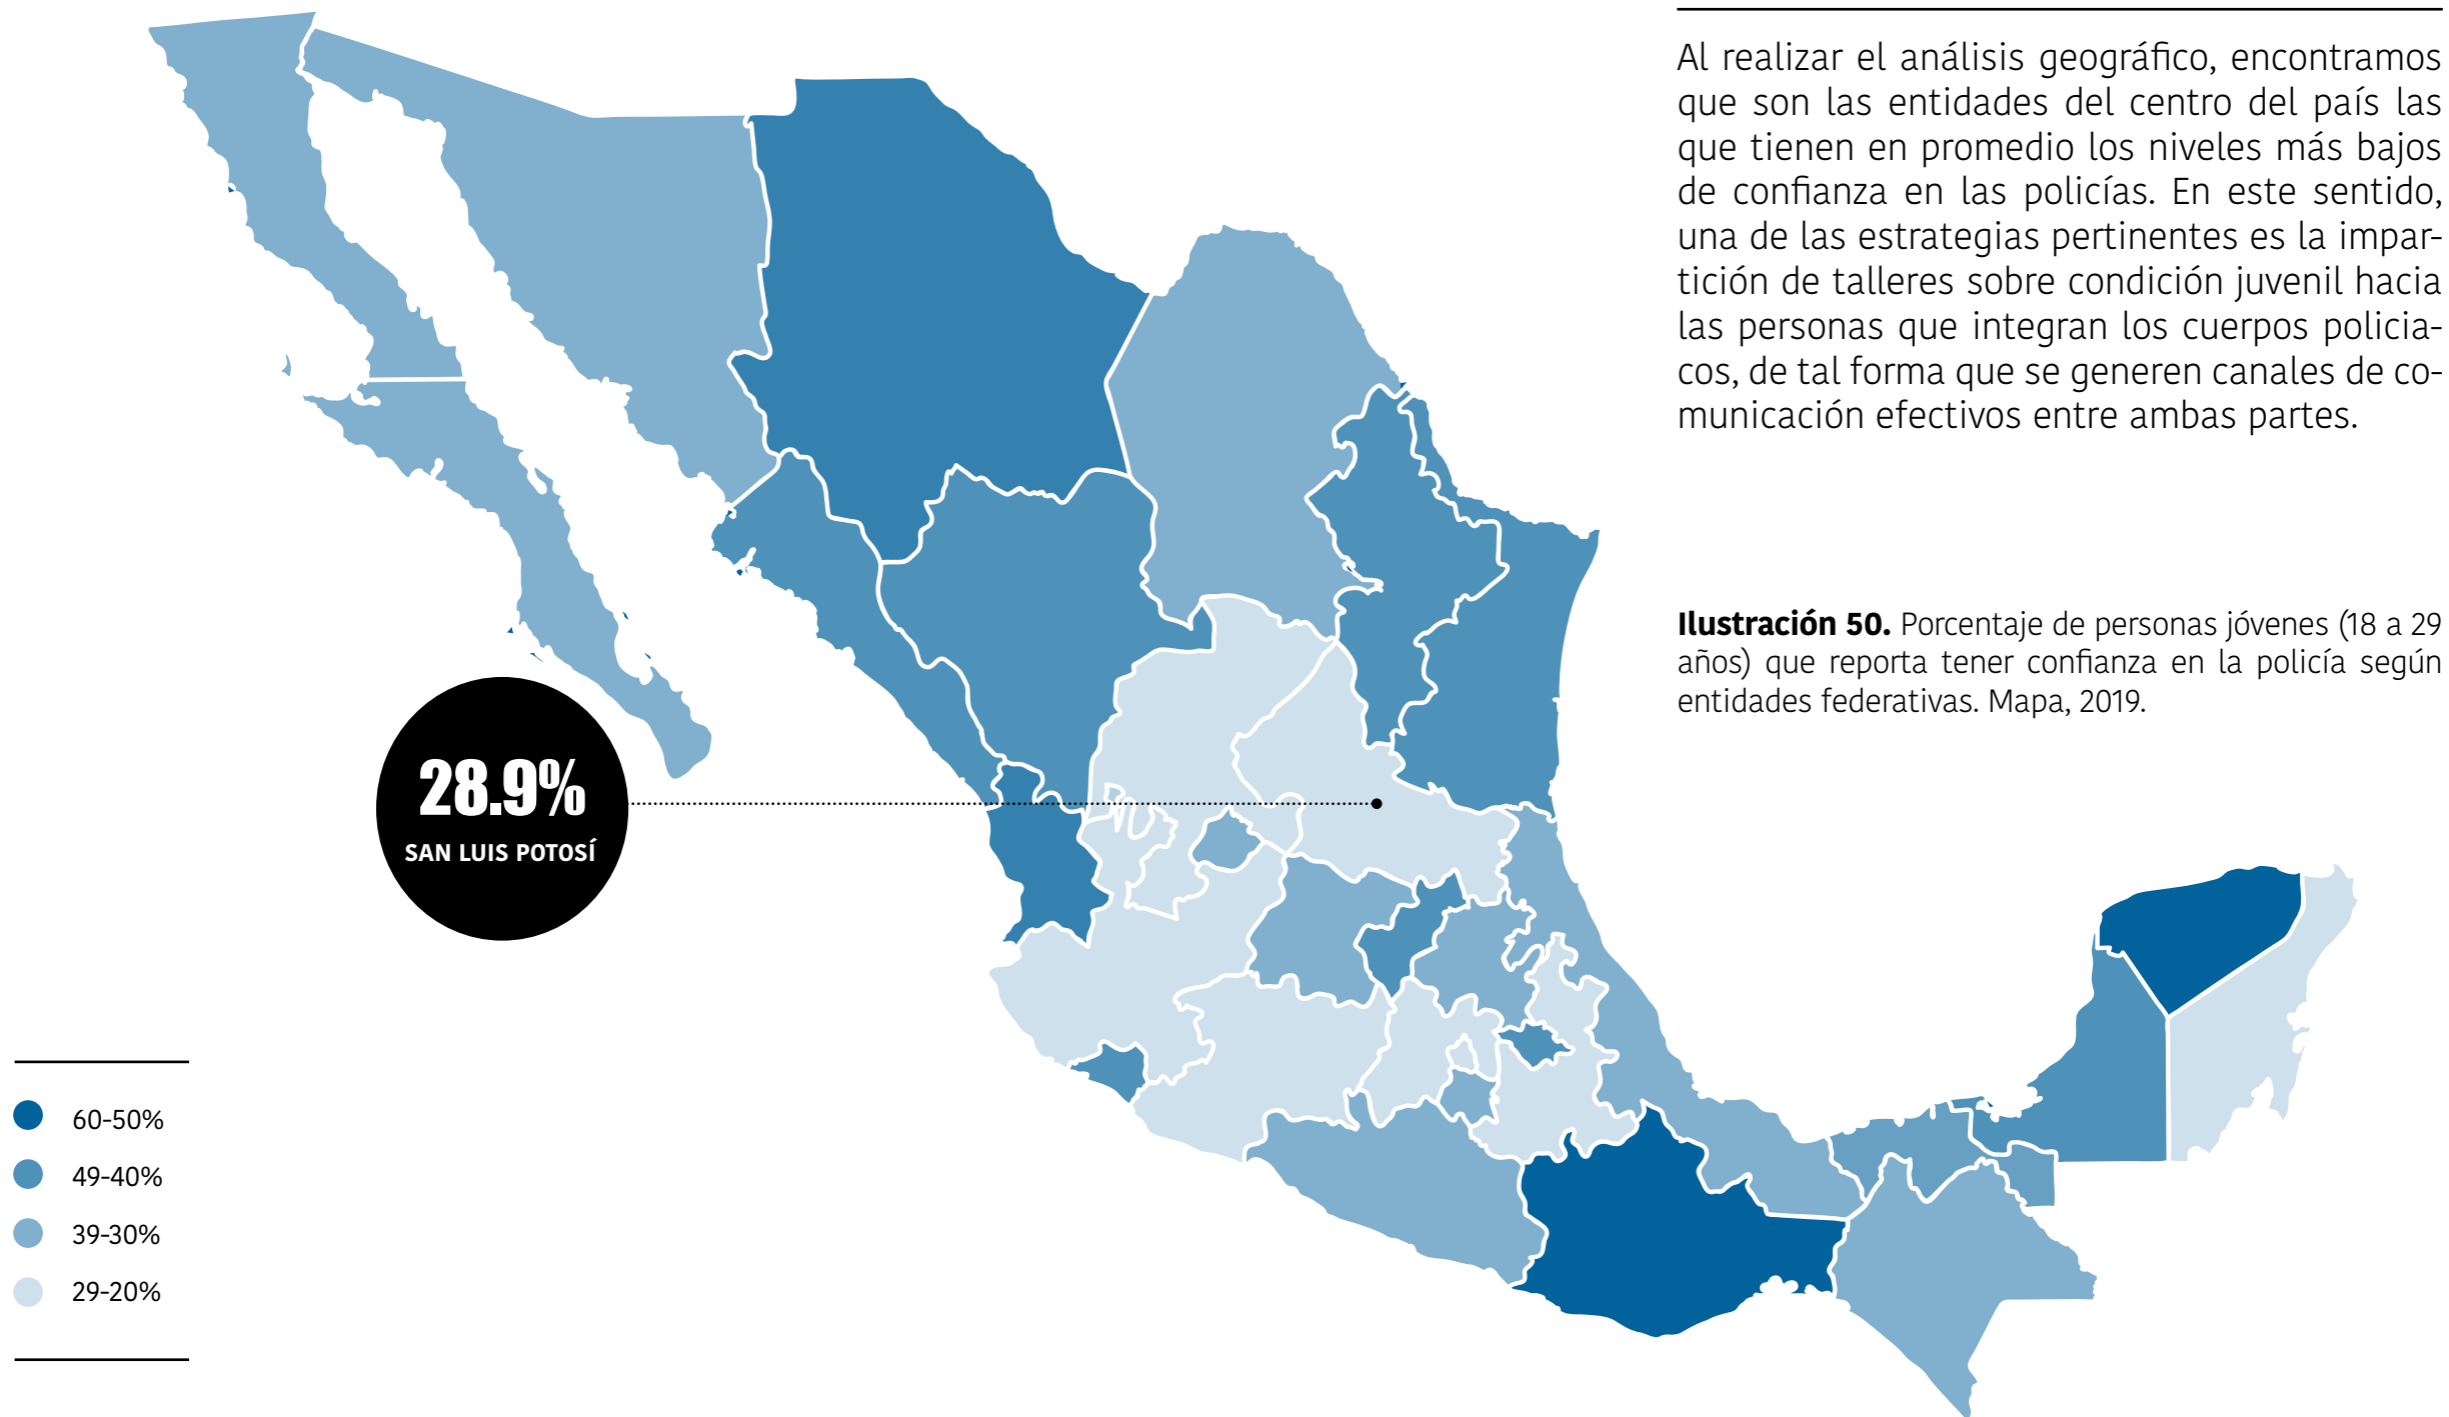 Al realizar el análisis geográfico, encontramos
que son las entidades del centro del país las
que tienen en promedio los niveles más bajos
de confianza en las policías. En este sentido,
una de las estrategias pertinentes es la impar-
tición de talleres sobre condición juvenil hacia
las personas que integran los cuerpos policia-
cos, de tal forma que se generen canales de co-
municación efectivos entre ambas partes.
Ilustración 50. Porcentaje de personas jóvenes (18 a 29
años) que reporta tener confianza en la policía según
entidades federativas. Mapa, 2019.
28.9%
SAN LUIS POTOSÍ
60-50%
49-40%
39-30%
29-20%